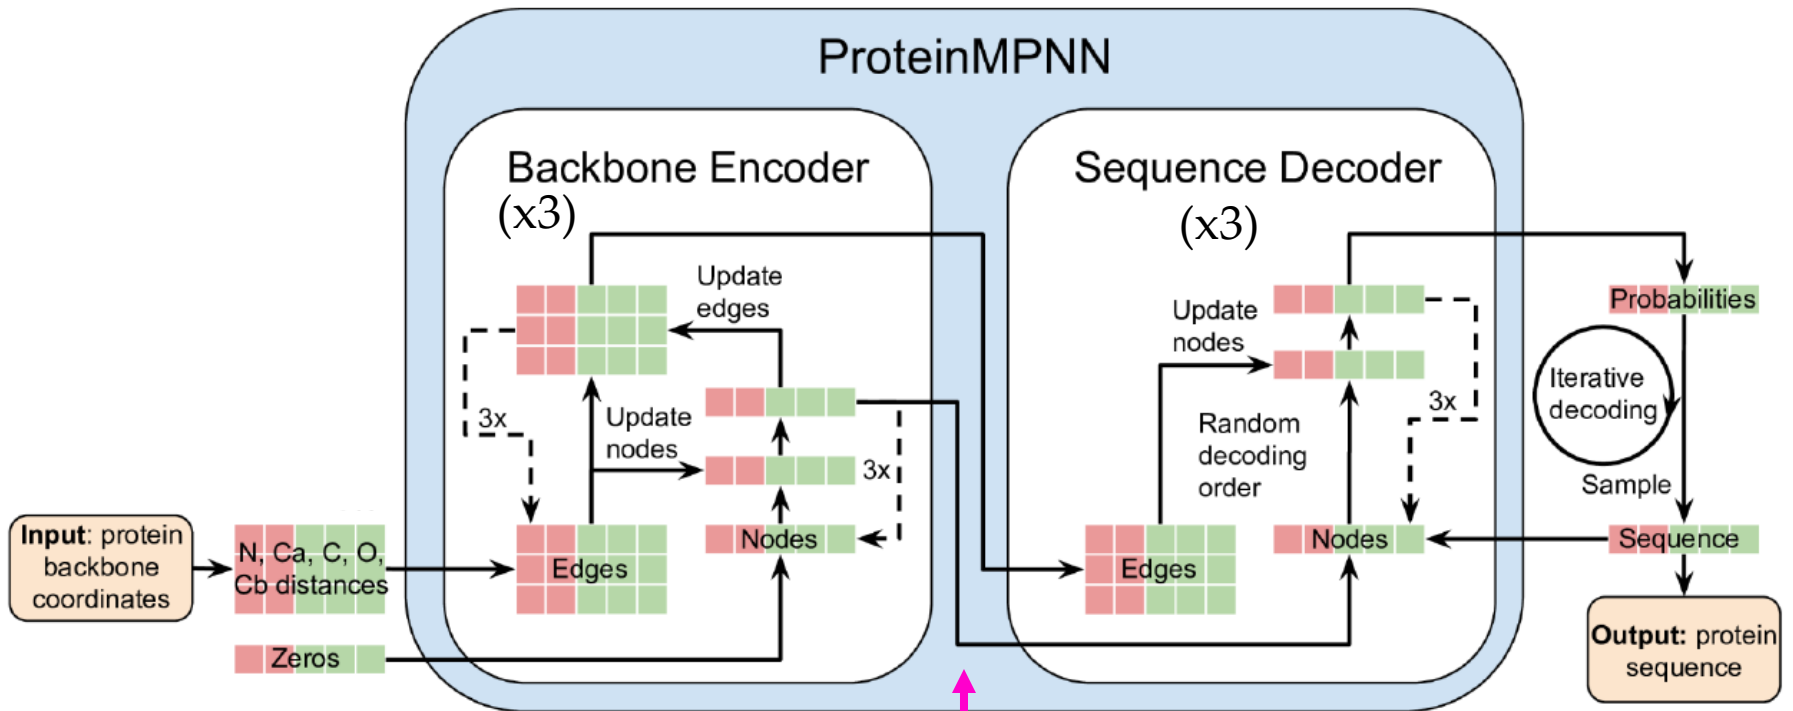 ProteinMPNN
Backbone Encoder
(x3)
Update
edges
3x
Update
nodes
3x
Nodes
Edges
Input: protein
backbone
coordinates
N, Ca, C, O,
Cb distances
Zeros
Sequence Decoder
(x3)
Update
nodes
3x
Random
decoding
order
Edges
Nodes
Probabilities
Iterative
decoding
Sample
Sequence
Output: protein
sequence